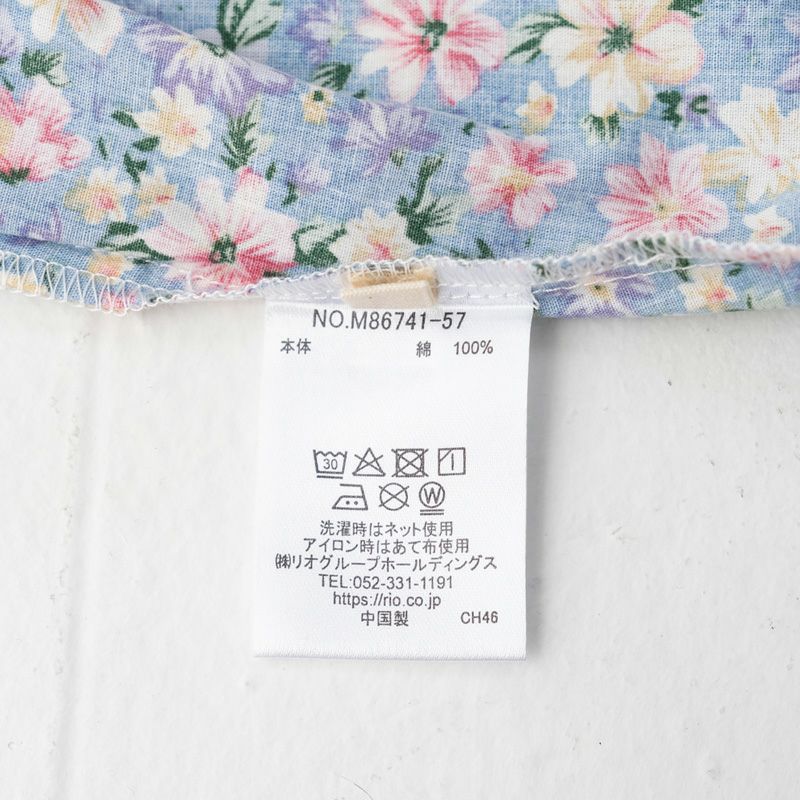 NO.M86741-57
本体 綿 100%
30
W
洗濯時はネット使用
アイロン時はあて布使用
㈱リオグループホールディングス
TEL:052-331-1191
https://rio.co.jp
中国製 CH46